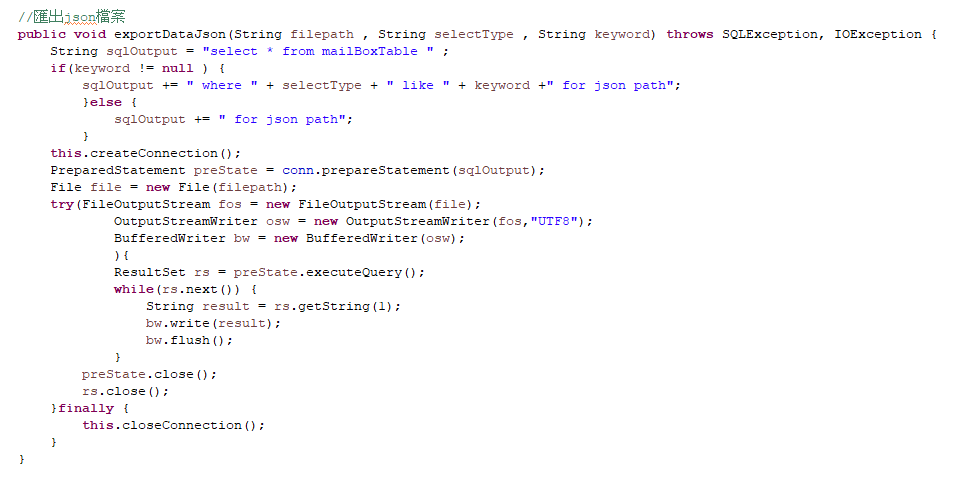 //匯出json檔案
public void exportDataJson(String filepath , String selectType , String keyword) throws SQLException, IOException {
    String sqlOutput = "select * from mailBoxTable " ;
    if(keyword != null ) {
        sqlOutput += " where " + selectType + " like " + keyword +" for json path";
        }else {
            sqlOutput += " for json path";
        }
    this.createConnection();
    PreparedStatement preState = conn.prepareStatement(sqlOutput);
    File file = new File(filepath);
    try(FileOutputStream fos = new FileOutputStream(file);
            OutputStreamWriter osw = new OutputStreamWriter(fos,"UTF8");
            BufferedWriter bw = new BufferedWriter(osw);
            ){
            ResultSet rs = preState.executeQuery();
            while(rs.next()) {
                String result = rs.getString(1);
                bw.write(result);
                bw.flush();
            }
        preState.close();
        rs.close();
    }finally {
        this.closeConnection();
    }
}